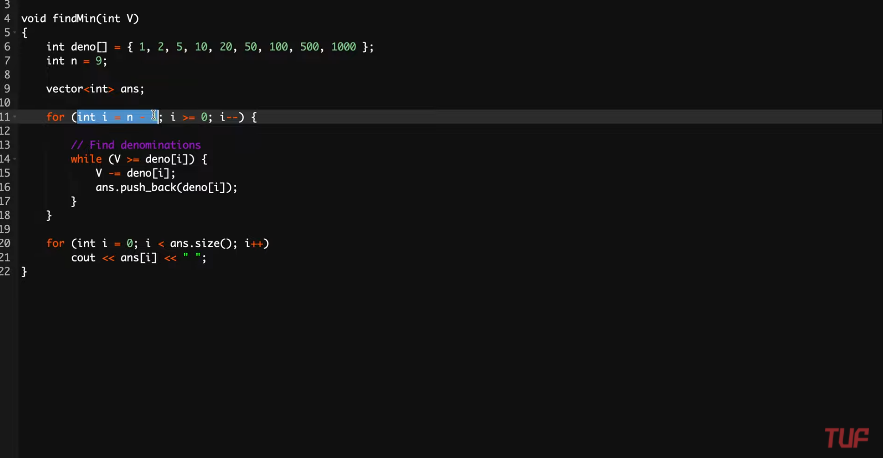 3
4 void findMin(int V)
5 {
6 int deno[] = { 1, 2, 5, 10, 20, 50, 100, 500, 1000 };
7 int n = 9;
8
9 vector<int> ans;
10
11 for (int i = n ; i >= 0; i--) {
12
13 // Find denominations
14 while (V >= deno[i]) {
15 V -= deno[i];
16 ans.push_back(deno[i]);
17 }
18 }
19
20 for (int i = 0; i < ans.size(); i++)
21 cout << ans[i] << " ";
22 }
TUF